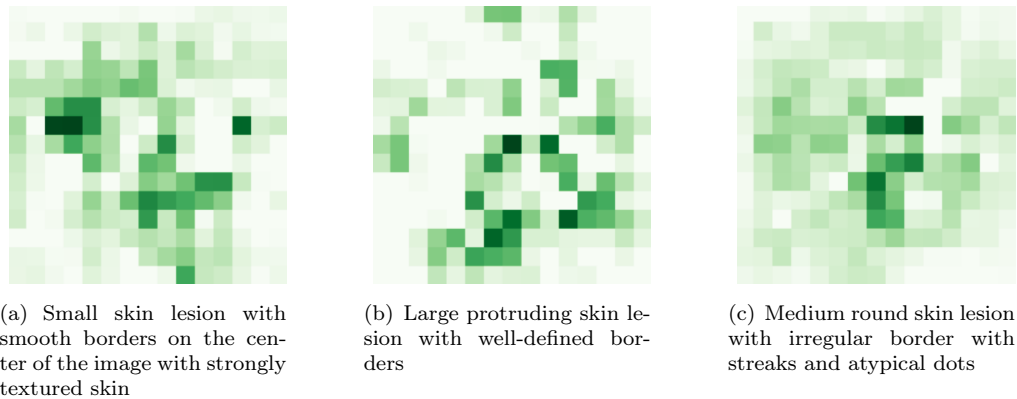 (a) Small skin lesion with
smooth borders on the cen-
ter of the image with strongly
textured skin
(b) Large protruding skin le-
sion with well-defined bor-
ders
(c) Medium round skin lesion
with irregular border with
streaks and atypical dots